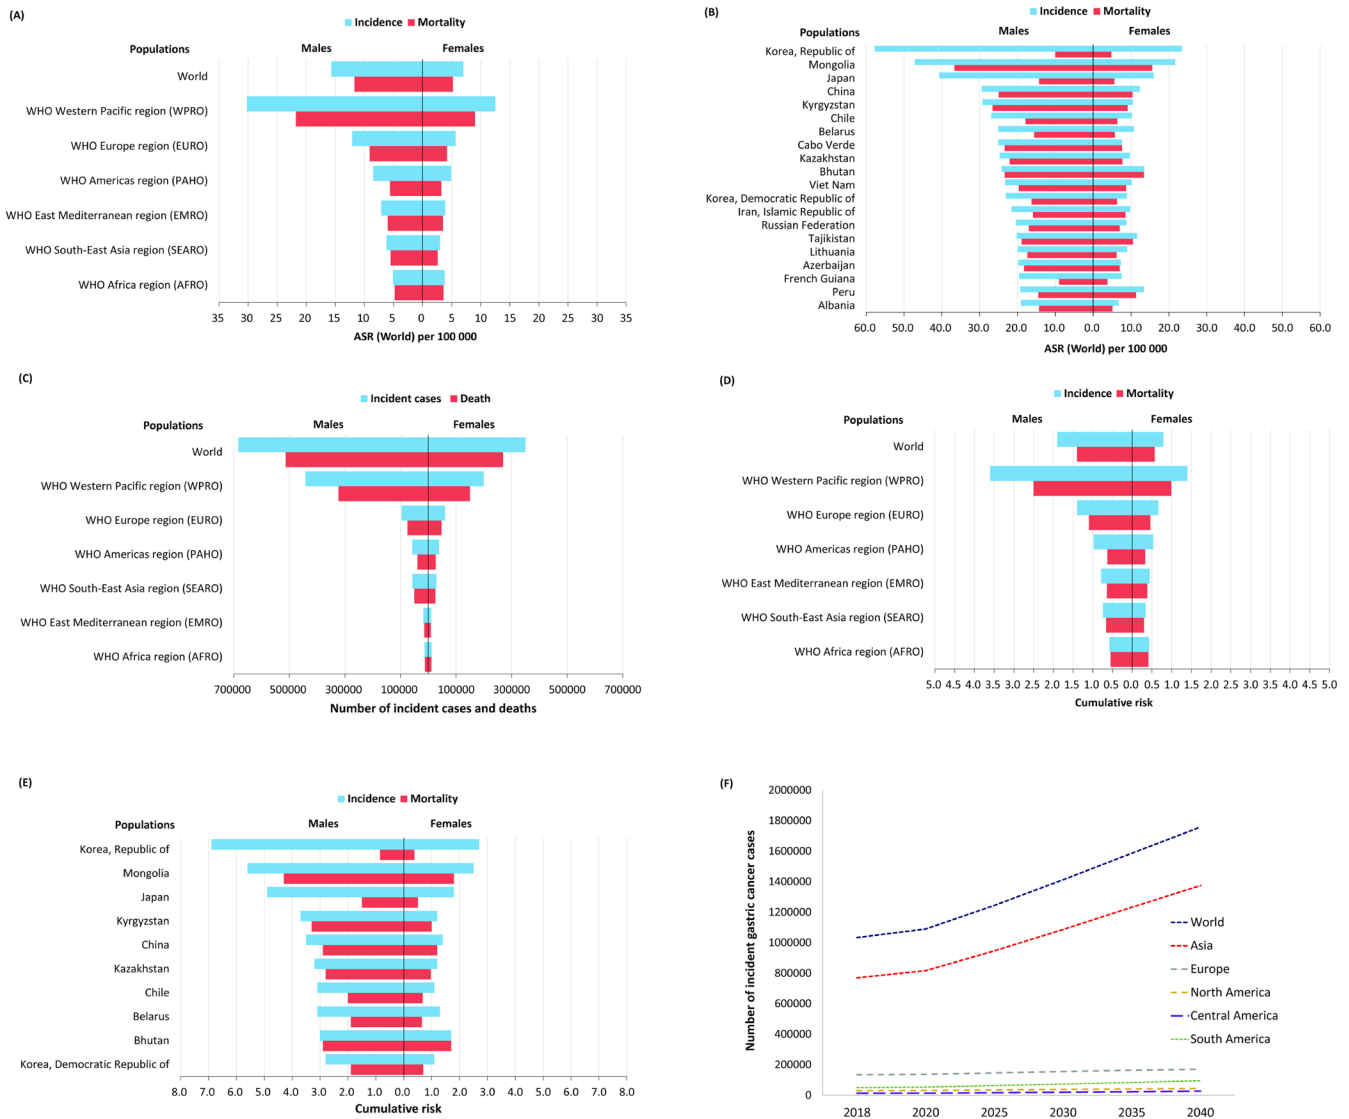 (A)
Incidence Mortality
Populations Males Females
World
WHO Western Pacific region (WPRO)
WHO Europe region (EURO)
WHO Americas region (PAHO)
WHO East Mediterranean region (EMRO)
WHO South-East Asia region (SEARO)
WHO Africa region (AFRO)
35 30 25 20 15 10 5 0 5 10 15 20 30 35
ASR (World) per 100 000
(B)
Incidence Mortality
Males Females
Populations
Korea, Republic of
Mongolia
Japan
China
Kyrgyzstan
Chile
Belarus
Cabo Verde
Kazakhstan
Bhutan
Viet Nam
Korea, Democratic Republic of
Iran, Islamic Republic of
Russian Federation
Tajikistan
Lithuania
Azerbaijan
French Guiana
Peru
Albania
60.0 50.0 40.0 30.0 20.0 10.0 0.0 10.0 20.0 30.0 40.0 50.0 60.0
ASR (World) per 100 000
(C)
Incident cases Death
Populations Males Females
World
WHO Western Pacific region (WPRO)
WHO Europe region (EURO)
WHO Americas region (PAHO)
WHO South-East Asia region (SEARO)
WHO East Mediterranean region (EMRO)
WHO Africa region (AFRO)
700000 500000 300000 100000 100000 300000 500000 700000
Number of incident cases and deaths
(D)
Incidence Mortality
Populations Males Females
World
WHO Western Pacific region (WPRO)
WHO Europe region (EURO)
WHO Americas region (PAHO)
WHO East Mediterranean region (EMRO)
WHO South-East Asia region (SEARO)
WHO Africa region (AFRO)
5.0 4.5 4.0 3.5 3.0 2.5 2.0 1.5 1.0 0.5 0.0 0.5 1.0 1.5 2.0 2.5 3.0 3.5 4.0 4.5 5.0
Cumulative risk
(E)
Incidence Mortality
Populations Males Females
Korea, Republic of
Mongolia
Japan
Kyrgyzstan
China
Kazakhstan
Chile
Belarus
Bhutan
Korea, Democratic Republic of
8.0 7.0 6.0 5.0 4.0 3.0 2.0 1.0 0.0 1.0 2.0 3.0 4.0 5.0 6.0 7.0 8.0
Cumulative risk
(F)
Number of incident gastric cancer cases
2000000
1800000
1600000
1400000
1200000
1000000
800000
600000
400000
200000
0
World
Asia
Europe
North America
Central America
South America
2018 2020 2025 2030 2035 2040